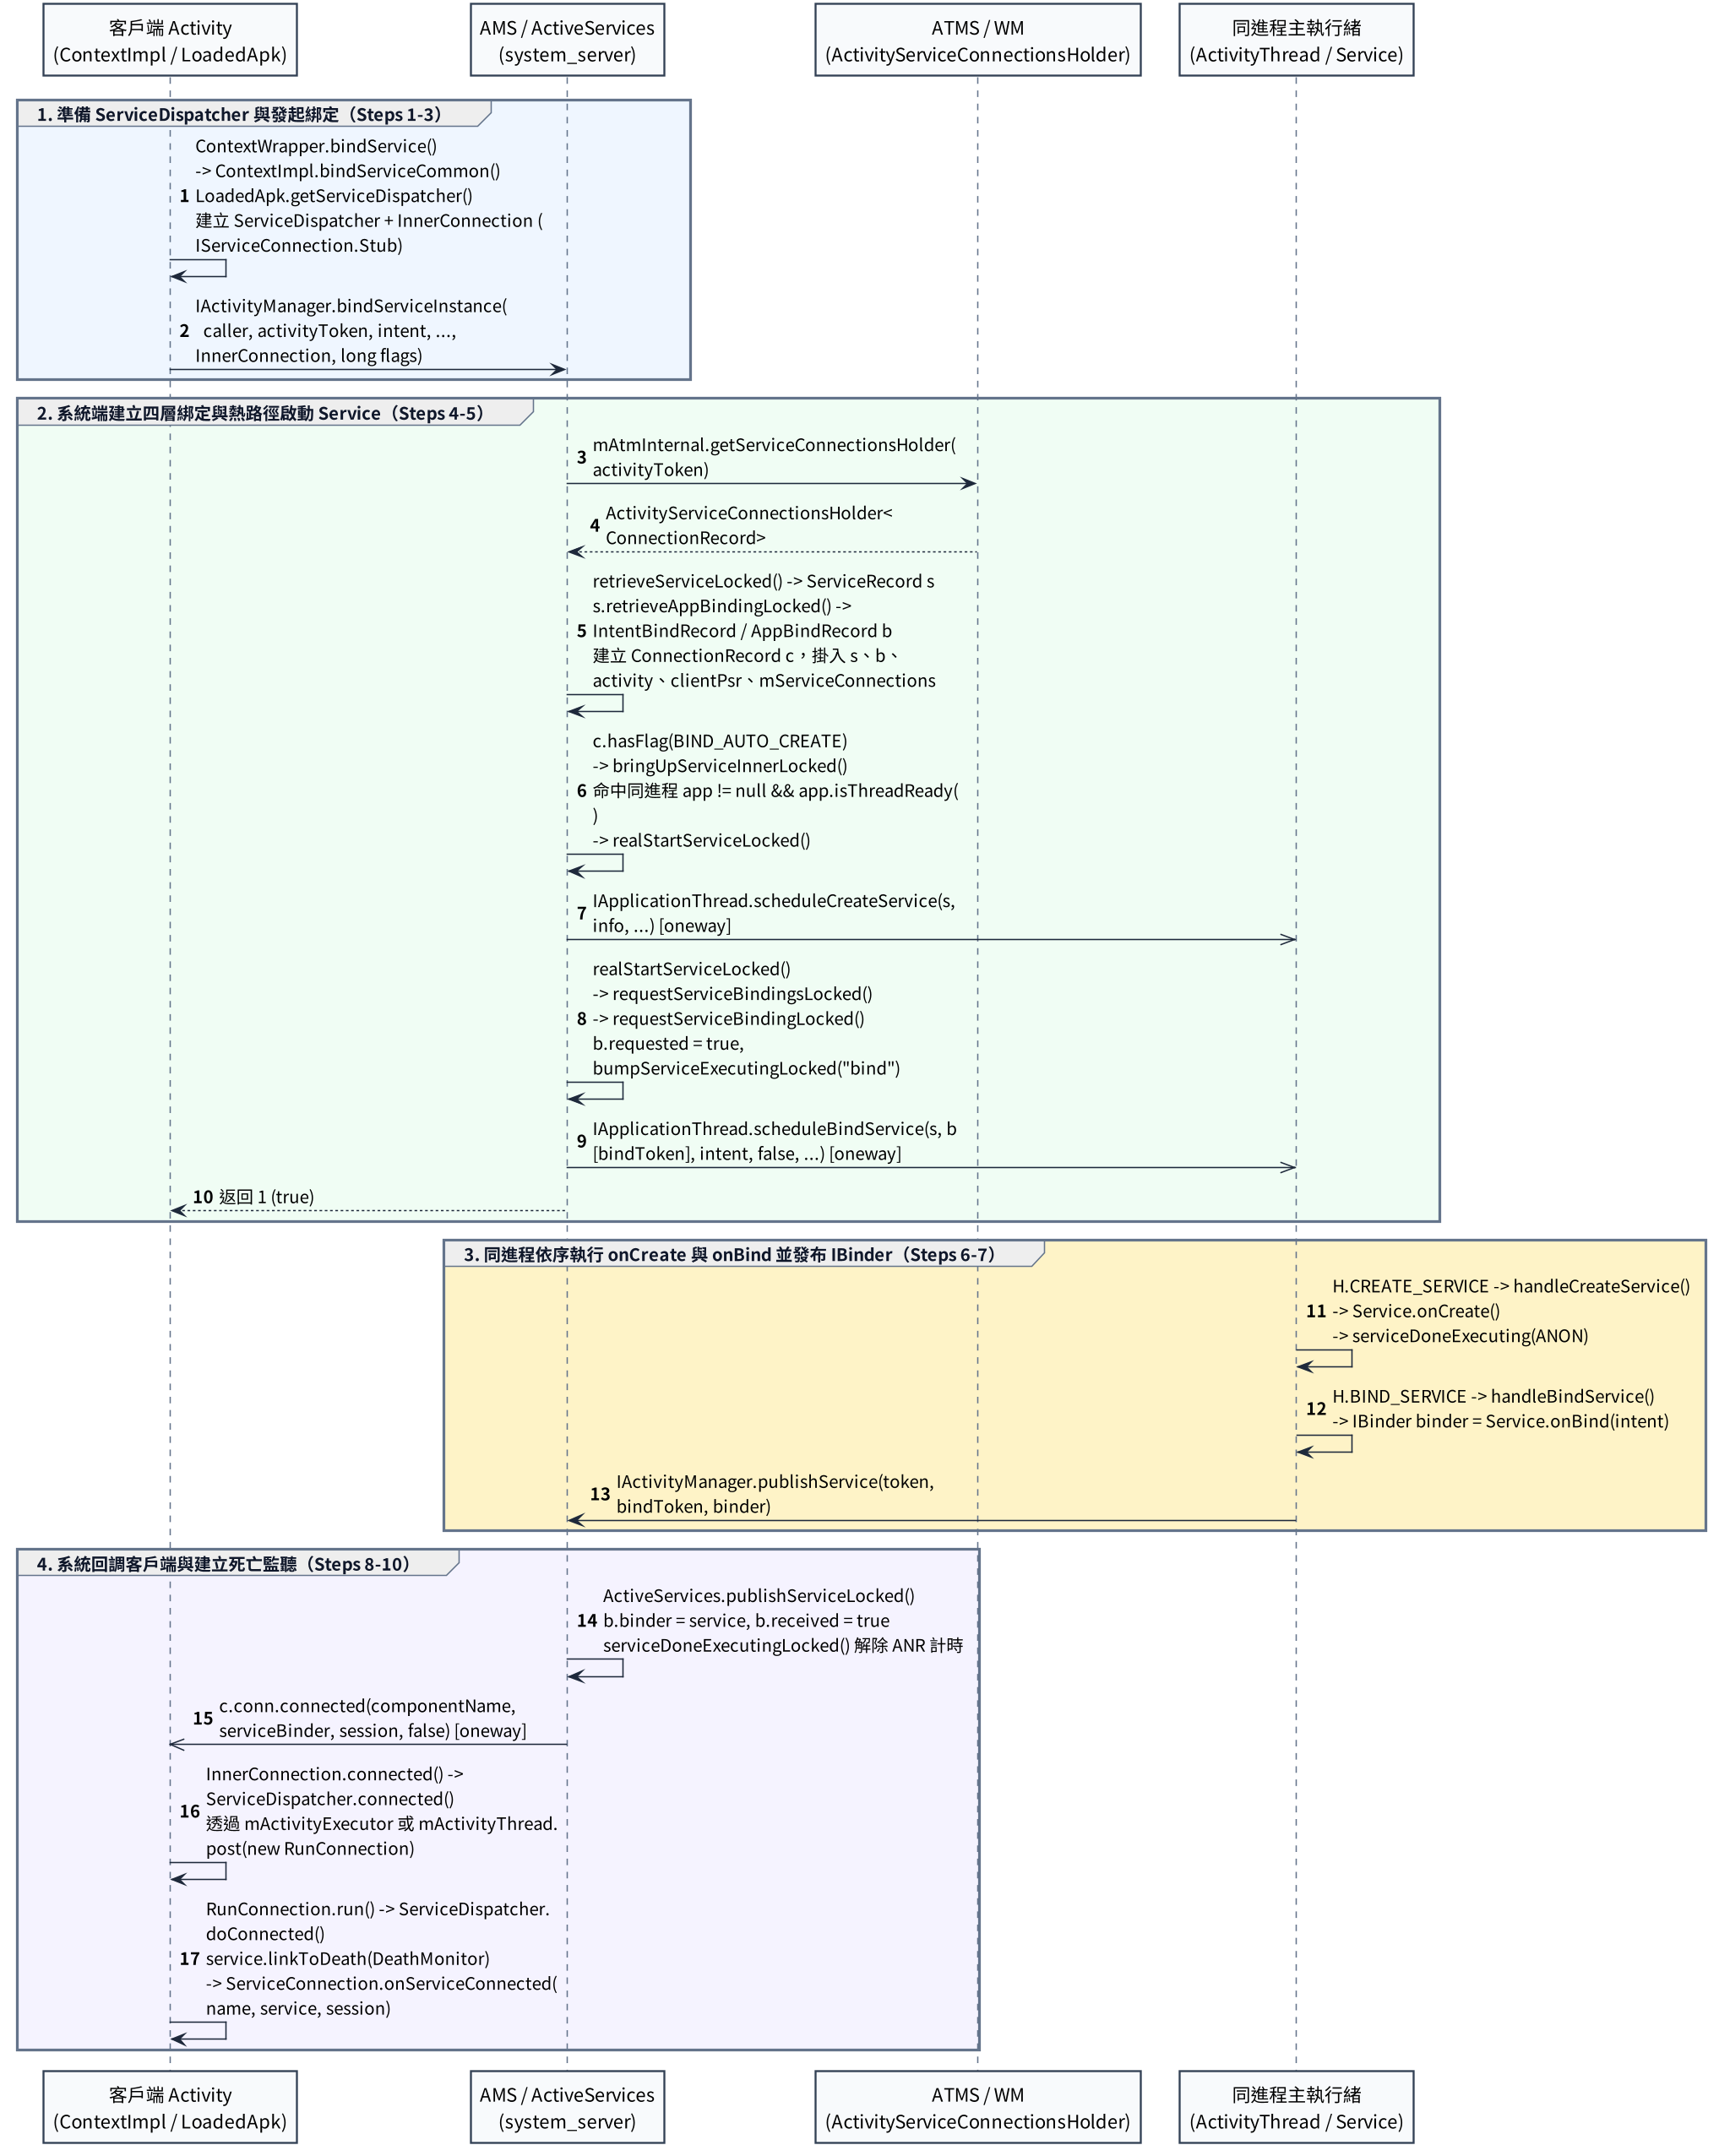 客戶端 Activity
(ContextImpl / LoadedApk)
AMS / ActiveServices
(system_server)
ATMS / WM
(ActivityServiceConnectionsHolder)
同進程主執行緒
(ActivityThread / Service)
1. 準備 ServiceDispatcher 與發起綁定（Steps 1-3）
ContextWrapper.bindService()
-> ContextImpl.bindServiceCommon()
1 LoadedApk.getServiceDispatcher()
建立 ServiceDispatcher + InnerConnection (
IServiceConnection.Stub)
IActivityManager.bindServiceInstance(
2 caller, activityToken, intent, ...,
InnerConnection, long flags)
2. 系統端建立四層綁定與熱路徑啟動 Service（Steps 4-5）
mAtmInternal.getServiceConnectionsHolder(
3
activityToken)
ActivityServiceConnectionsHolder<
4
ConnectionRecord>
retrieveServiceLocked() -> ServiceRecord s
s.retrieveAppBindingLocked() ->
5 IntentBindRecord / AppBindRecord b
建立 ConnectionRecord c，掛入 s、b、
activity、clientPsr、mServiceConnections
c.hasFlag(BIND_AUTO_CREATE)
-> bringUpServiceInnerLocked()
6 命中同進程 app != null && app.isThreadReady(
)
-> realStartServiceLocked()
IApplicationThread.scheduleCreateService(s,
7
info, ...) [oneway]
realStartServiceLocked()
-> requestServiceBindingsLocked()
8 -> requestServiceBindingLocked()
b.requested = true,
bumpServiceExecutingLocked("bind")
IApplicationThread.scheduleBindService(s, b
9
[bindToken], intent, false, ...) [oneway]
10 返回 1 (true)
3. 同進程依序執行 onCreate 與 onBind 並發布 IBinder（Steps 6-7）
H.CREATE_SERVICE -> handleCreateService()
11 -> Service.onCreate()
-> serviceDoneExecuting(ANON)
H.BIND_SERVICE -> handleBindService()
12
-> IBinder binder = Service.onBind(intent)
IActivityManager.publishService(token,
13
bindToken, binder)
4. 系統回調客戶端與建立死亡監聽（Steps 8-10）
ActiveServices.publishServiceLocked()
14 b.binder = service, b.received = true
serviceDoneExecutingLocked() 解除 ANR 計時
c.conn.connected(componentName,
15
serviceBinder, session, false) [oneway]
InnerConnection.connected() ->
ServiceDispatcher.connected()
16
透過 mActivityExecutor 或 mActivityThread.
post(new RunConnection)
RunConnection.run() -> ServiceDispatcher.
doConnected()
17 service.linkToDeath(DeathMonitor)
-> ServiceConnection.onServiceConnected(
name, service, session)
客戶端 Activity
(ContextImpl / LoadedApk)
AMS / ActiveServices
(system_server)
ATMS / WM
(ActivityServiceConnectionsHolder)
同進程主執行緒
(ActivityThread / Service)